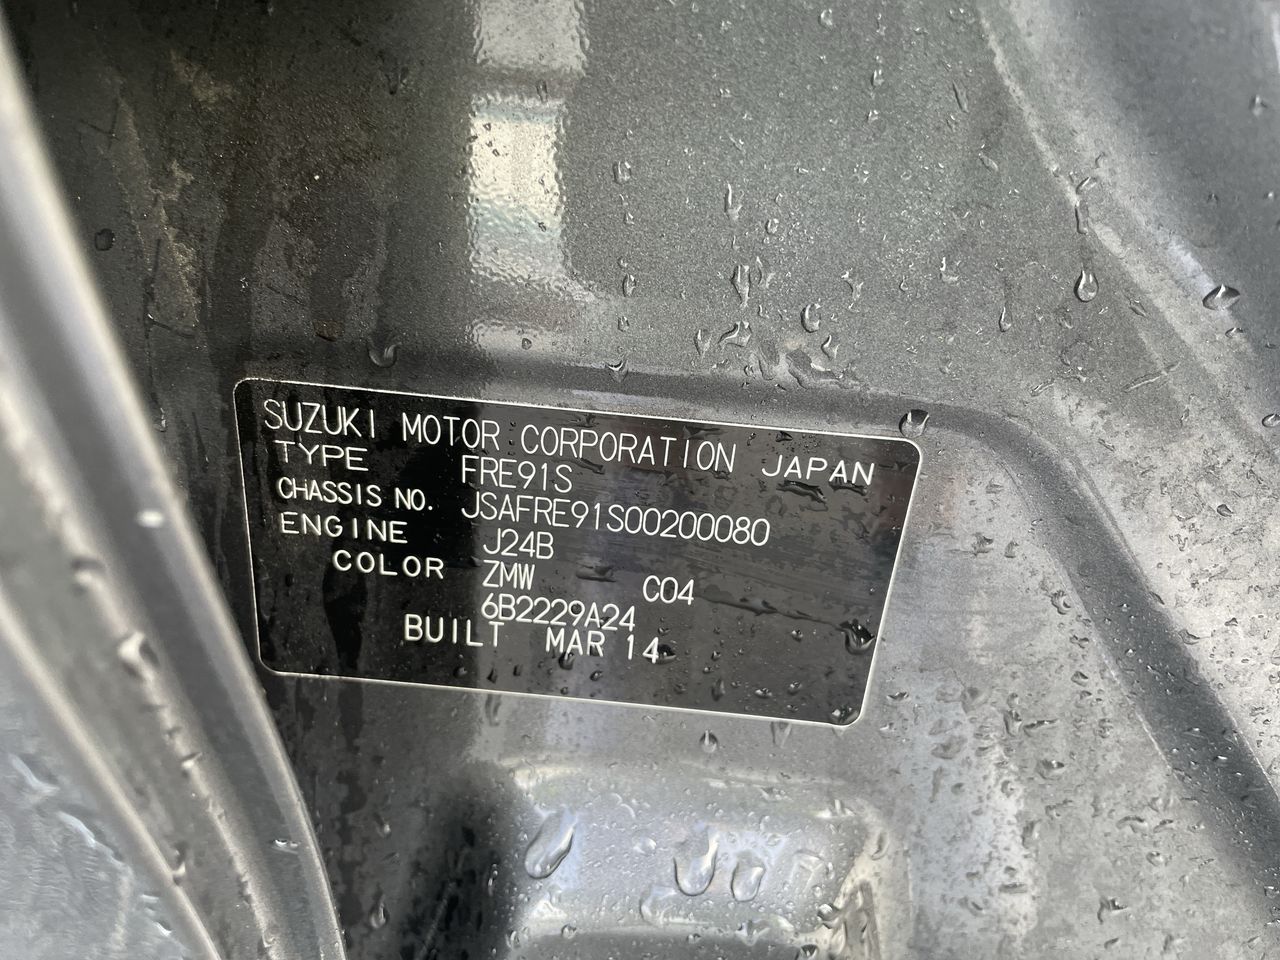 SUZUKI MOTOR CORPORATION JAPAN
TYPE FRE91S
CHASSIS NO. JSAFRE91S00200080
ENGINE J24B
COLOR ZMW C04
6B2229A24
BUILT MAR 14